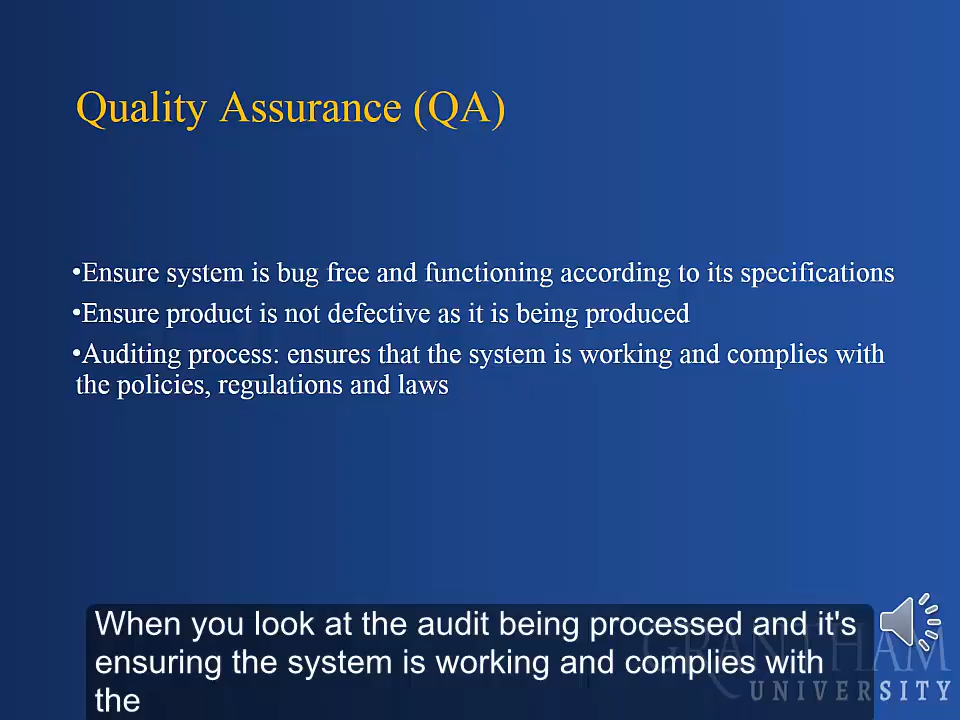 Quality Assurance (QA)
•Ensure system is bug free and functioning according to its specifications
•Ensure product is not defective as it is being produced
•Auditing process: ensures that the system is working and complies with
the policies, regulations and laws
When you look at the audit being processed and it's
ensuring the system is working and complies with
the
GRANTHAM
UNIVERSITY